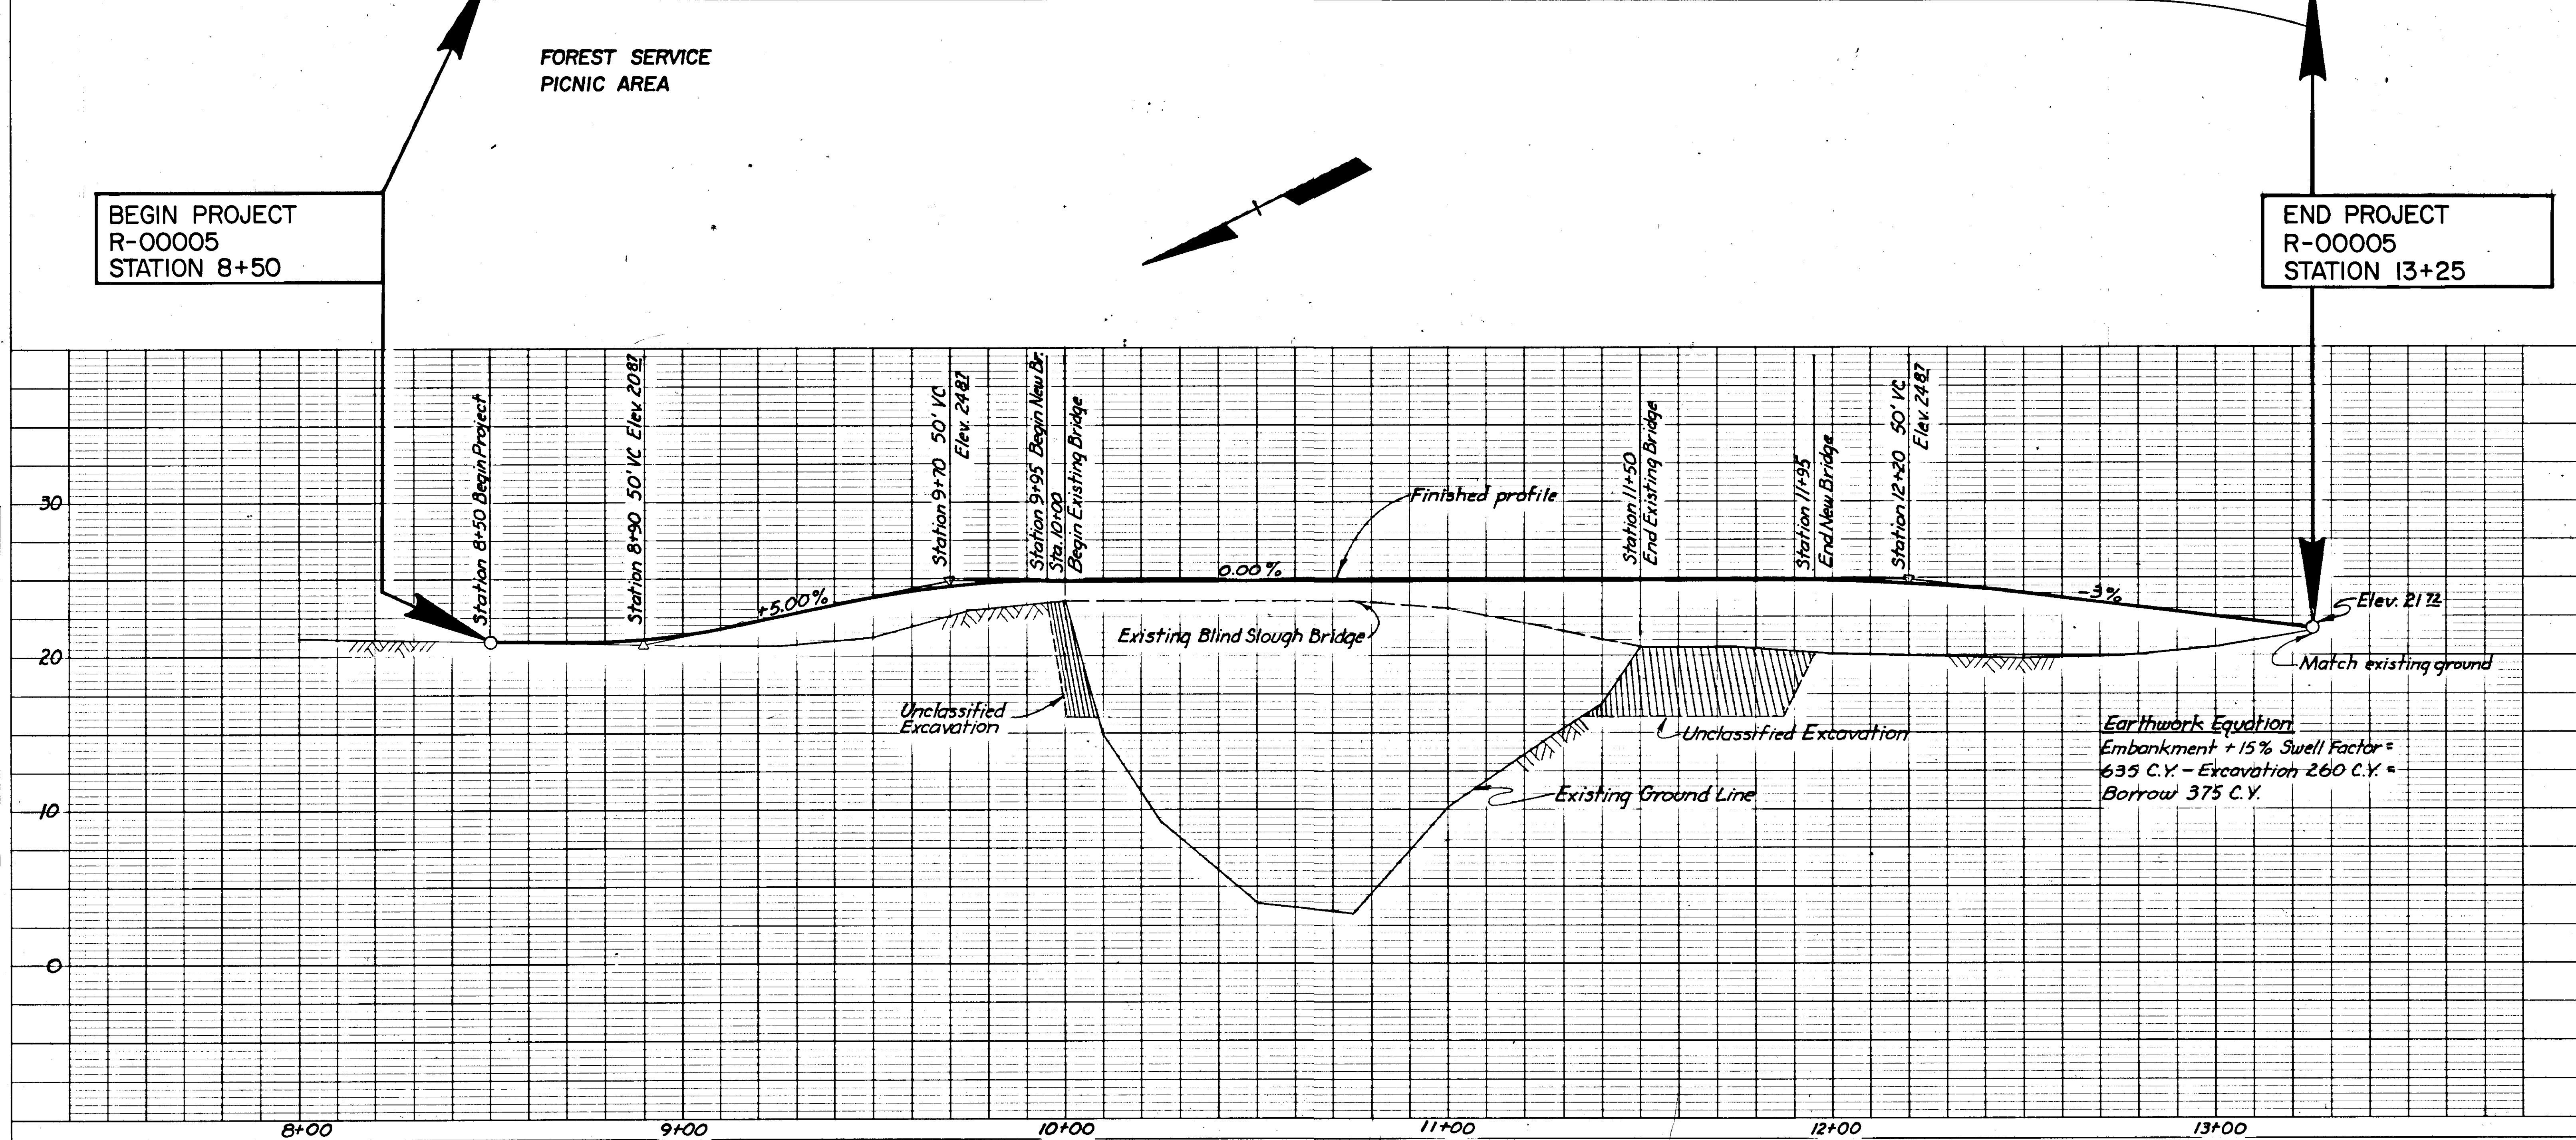 FOREST SERVICE
PICNIC AREA
BEGIN PROJECT
R-00005
STATION 8+50
END PROJECT
R-00005
STATION 13+25
Station 8+50 Begin Project
Station 8+90 50' VC Elev. 20.87
Station 9+70 50' VC
Elev. 24.87
Station 9+95 Begin New Br.
Sta. 10+00
Begin Existing Bridge
Station 11+50
End Existing Bridge
Station 11+95
End New Bridge
Station 12+20 50' VC
Elev. 24.87
30
20
10
0
Finished profile
+5.00%
0.00%
-3%
Elev. 21.72
Existing Blind Slough Bridge
Match existing ground
Unclassified
Excavation
Unclassified Excavation
Existing Ground Line
Earthwork Equation
Embankment +15% Swell Factor =
635 C.Y. - Excavation 260 C.Y. =
Borrow 375 C.Y.
8+00
9+00
10+00
11+00
12+00
13+00